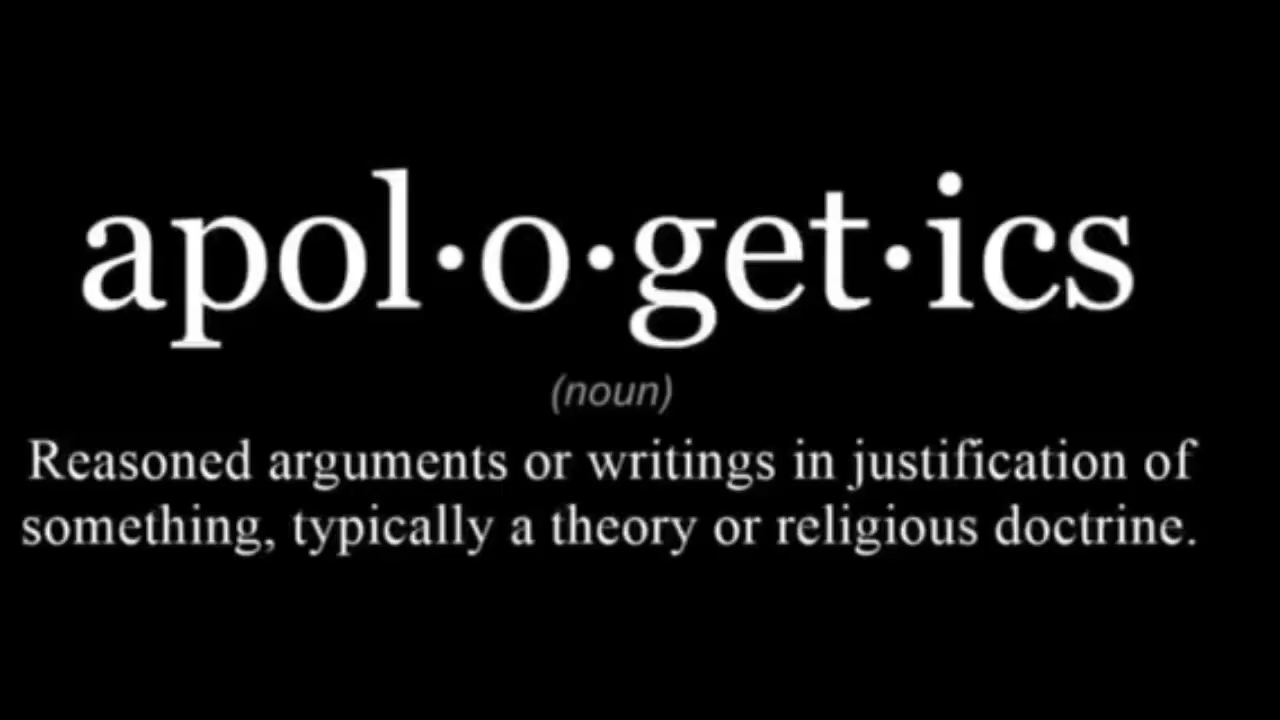 apol·o·get·ics
(noun)
Reasoned arguments or writings in justification of
something, typically a theory or religious doctrine.